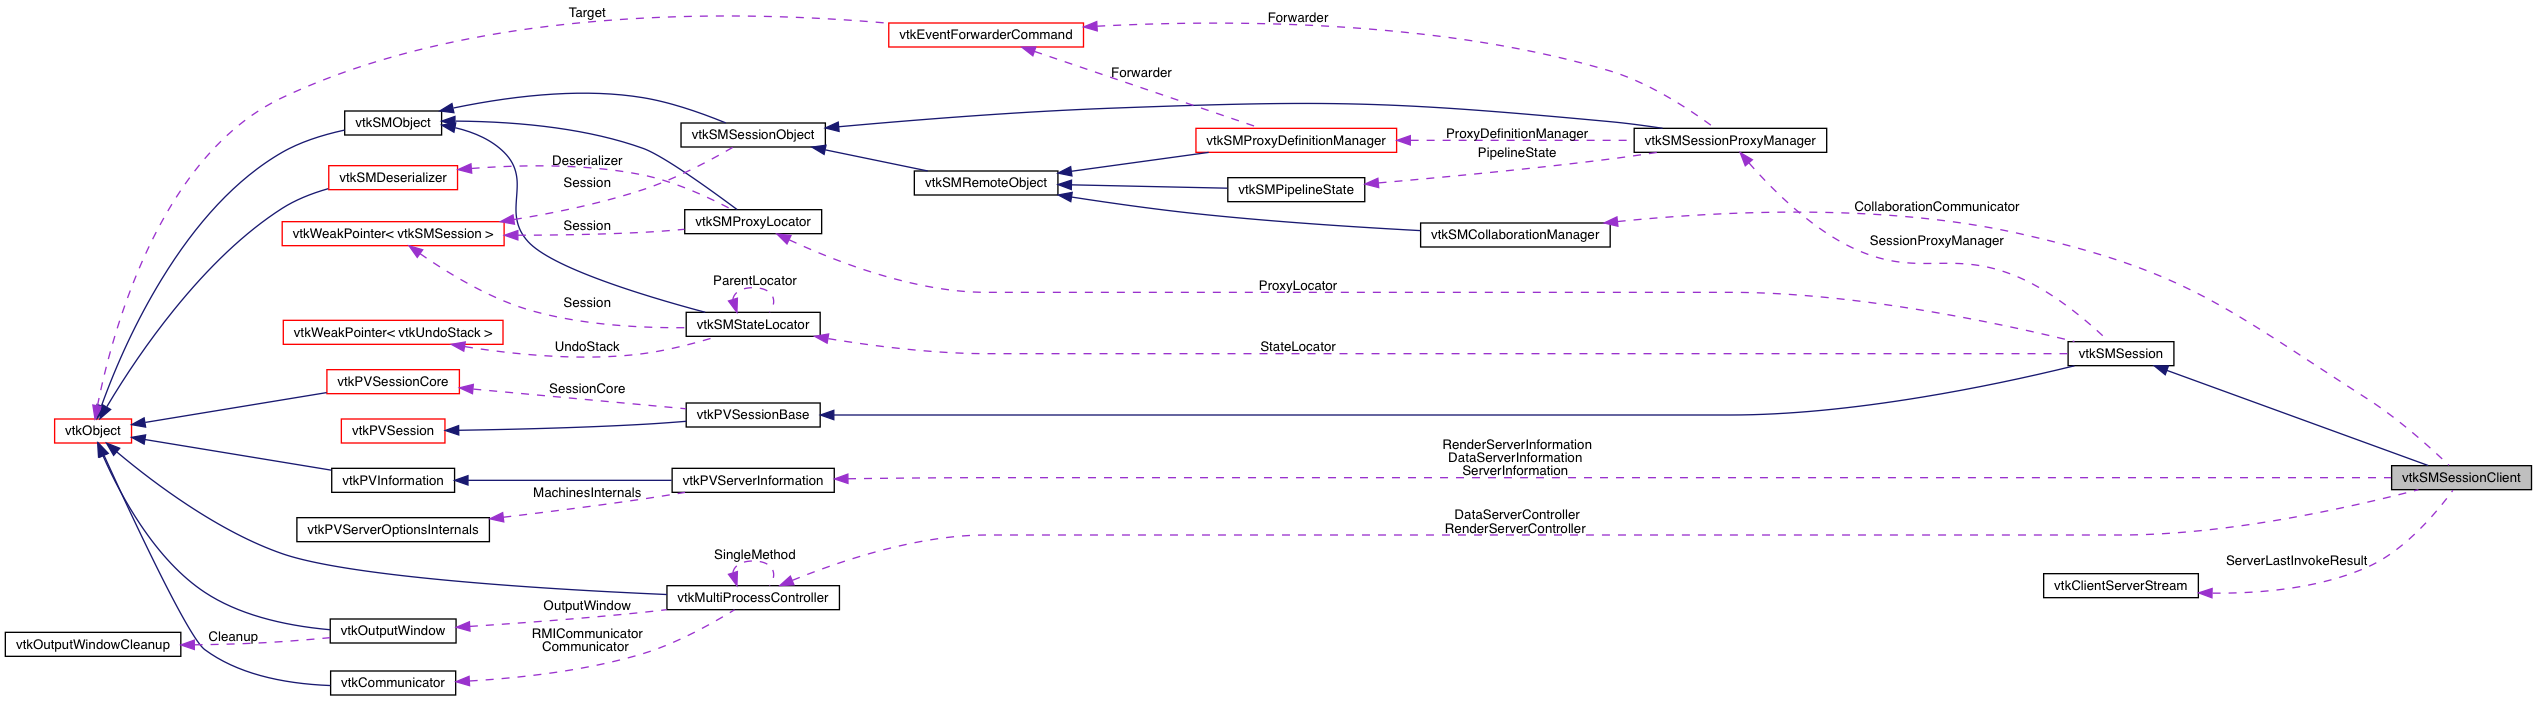 Target
Forwarder
vtkEventForwarderCommand
Forwarder
vtkSMObject
vtkSMSessionObject
ProxyDefinitionManager
vtkSMProxyDefinitionManager
vtkSMSessionProxyManager
PipelineState
Deserializer
vtkSMDeserializer
Session
vtkSMRemoteObject
vtkSMPipelineState
CollaborationCommunicator
vtkWeakPointer< vtkSMSession >
Session
vtkSMProxyLocator
vtkSMCollaborationManager
SessionProxyManager
ParentLocator
ProxyLocator
Session
vtkSMStateLocator
vtkWeakPointer< vtkUndoStack >
UndoStack
StateLocator
vtkSMSession
vtkPVSessionCore
SessionCore
vtkPVSessionBase
vtkObject
vtkPVSession
RenderServerInformation
DataServerInformation
ServerInformation
vtkPVInformation
vtkPVServerInformation
vtkSMSessionClient
MachinesInternals
vtkPVServerOptionsInternals
DataServerController
RenderServerController
SingleMethod
ServerLastInvokeResult
vtkClientServerStream
vtkMultiProcessController
OutputWindow
vtkOutputWindow
Cleanup
vtkOutputWindowCleanup
RMICommunicator
Communicator
vtkCommunicator